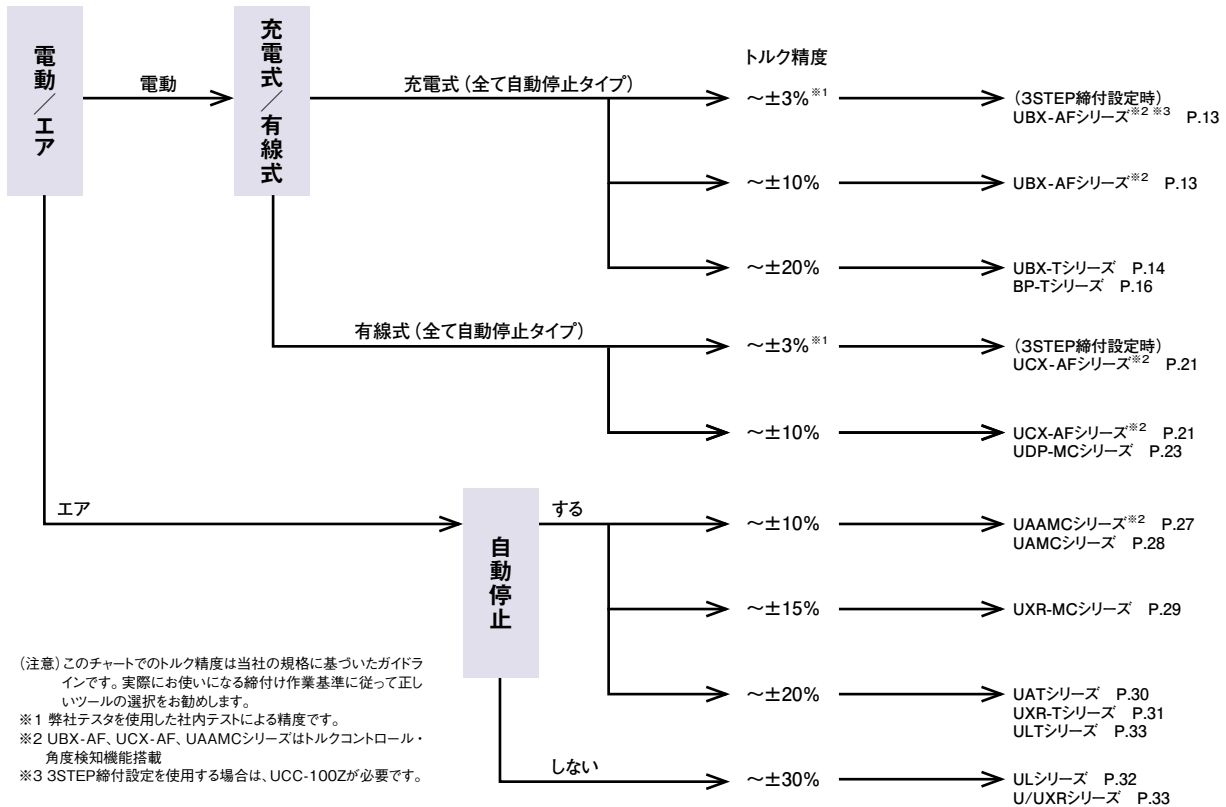 電動／エア
電動
充電式／有線式
充電式（全て自動停止タイプ）
トルク精度
～±3%※1
（3STEP締付設定時）
UBX-AFシリーズ※2 ※3 P.13
～±10%
UBX-AFシリーズ※2 P.13
～±20%
UBX-Tシリーズ P.14
BP-Tシリーズ P.16
有線式（全て自動停止タイプ）
～±3%※1
（3STEP締付設定時）
UCX-AFシリーズ※2 P.21
～±10%
UCX-AFシリーズ※2 P.21
UDP-MCシリーズ P.23
エア
自動停止
する
～±10%
UAAMCシリーズ※2 P.27
UAMCシリーズ P.28
～±15%
UXR-MCシリーズ P.29
～±20%
UATシリーズ P.30
UXR-Tシリーズ P.31
ULTシリーズ P.33
しない
～±30%
ULシリーズ P.32
U/UXRシリーズ P.33
（注意）このチャートでのトルク精度は当社の規格に基づいたガイドラ
インです。実際にお使いになる締付け作業基準に従って正し
いツールの選択をお勧めします。
※1 弊社テスタを使用した社内テストによる精度です。
※2 UBX-AF、UCX-AF、UAAMCシリーズはトルクコントロール・
角度検知機能搭載
※3 3STEP締付設定を使用する場合は、UCC-100Zが必要です。